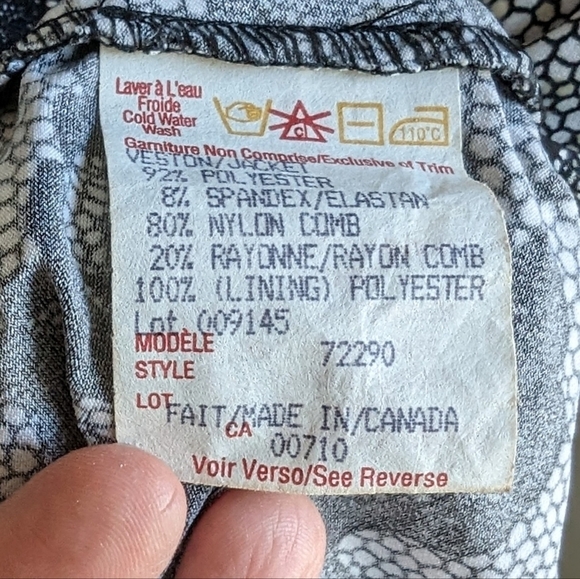 Laver à L'eau
Froide
Cold Water
Wash
c
110°C
Garniture Non Comprise/Exclusive of Trim
VESTON/JACKET
92% POLYESTER
8% SPANDEX/ELASTAN
80% NYLON COMB
20% RAYONNE/RAYON COMB
100% (LINING) POLYESTER
Lot 009145
MODÈLE
STYLE 72290
LOT
FAIT/MADE IN/CANADA
CA
00710
Voir Verso/See Reverse